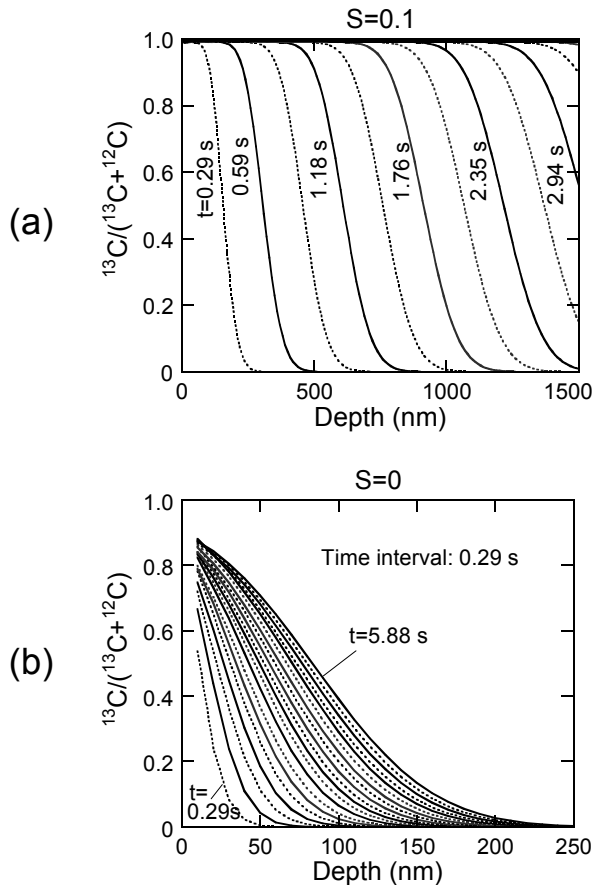 S=0.1
(a)
¹³C/(¹³C+¹²C)
1.0
0.8
0.6
0.4
0.2
0
t=0.29 s
0.59 s
1.18 s
1.76 s
2.35 s
2.94 s
0
500
1000
1500
Depth (nm)
S=0
(b)
¹³C/(¹³C+¹²C)
1.0
0.8
0.6
0.4
0.2
0
Time interval: 0.29 s
t=5.88 s
t=
0.29s
0
50
100
150
200
250
Depth (nm)